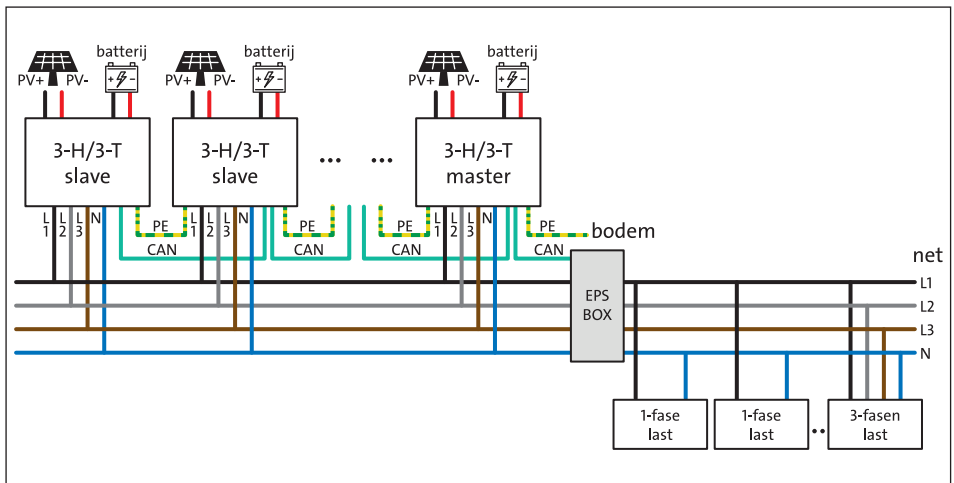 batterij
batterij
batterij
PV+ PV-
+ -
PV+ PV-
+ -
PV+ PV-
+ -
3-H/3-T
slave
3-H/3-T
slave
... ...
3-H/3-T
master
L1 L2 L3 N
PE
CAN
L1 L2 L3 N
PE
CAN
PE
CAN
L1 L2 L3 N
PE
CAN
bodem
net
EPS
BOX
L1
L2
L3
N
1-fase
last
1-fase
last
..
3-fasen
last